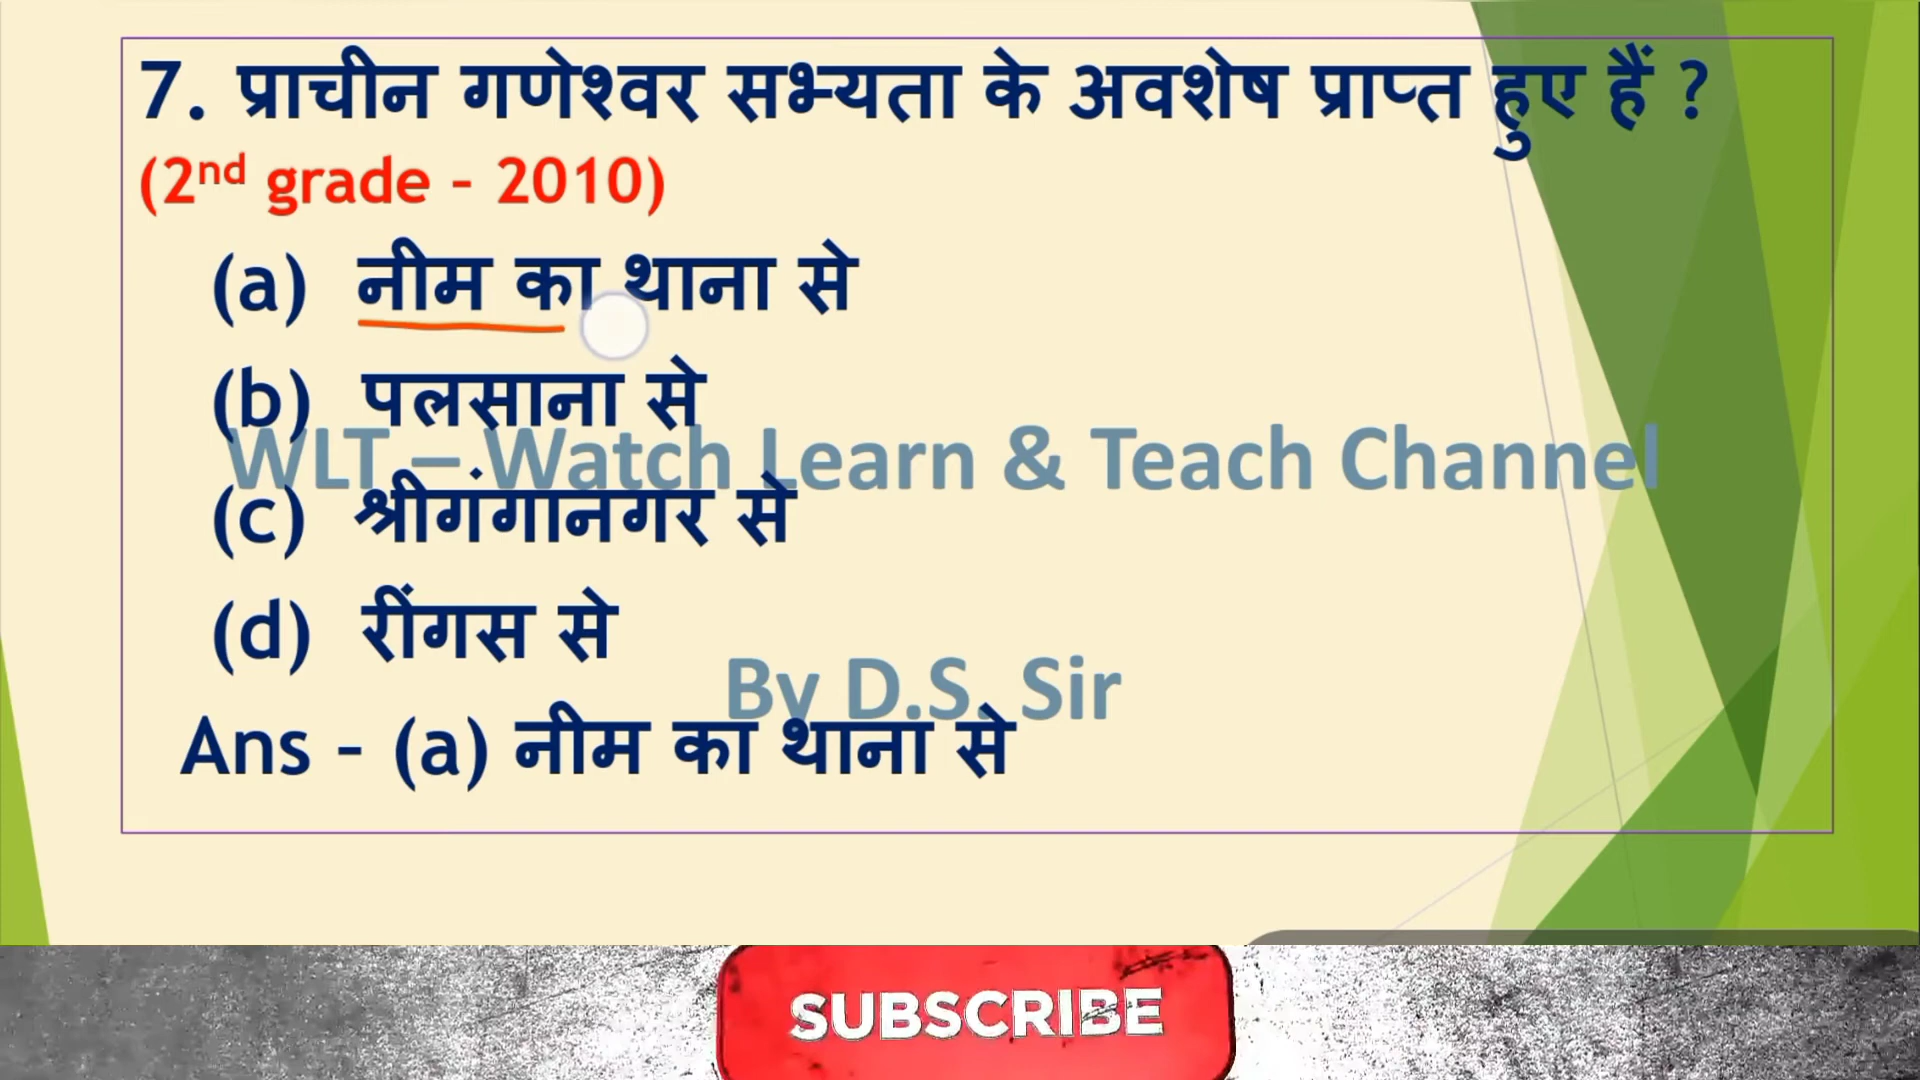 7. प्राचीन गणेश्वर सभ्यता के अवशेष प्राप्त हुए हैं ?
(2nd grade - 2010)
(a) नीम का थाना से
(b) पलसाना से
WLT – Watch Learn & Teach Channel
(c) श्रीगंगानगर से
(d) रींगस से
By D.S. Sir
Ans - (a) नीम का थाना से
SUBSCRIBE